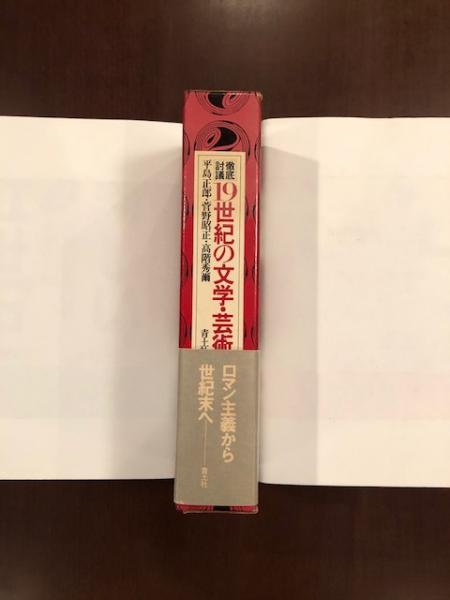 徹底
討議
19世紀の文学・芸術
平島正郎・菅野昭正・高階秀爾
青土
ロマン主義から
世紀末へ——
青土社